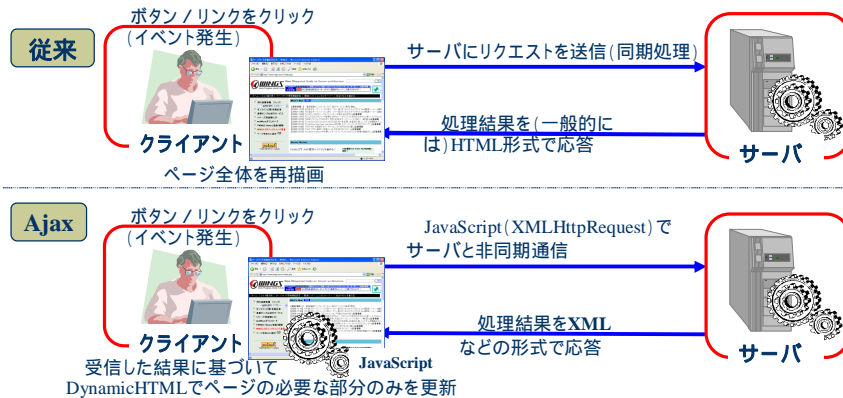 従来
ボタン / リンクをクリック
(イベント発生)
サーバにリクエストを送信(同期処理)
WINGS
処理結果を(一般的に
は)HTML形式で応答
クライアント
サーバ
ページ全体を再描画
Ajax
ボタン / リンクをクリック
(イベント発生)
JavaScript(XMLHttpRequest)で
サーバと非同期通信
WINGS
処理結果をXML
などの形式で応答
クライアント
サーバ
JavaScript
受信した結果に基づいて
DynamicHTMLでページの必要な部分のみを更新